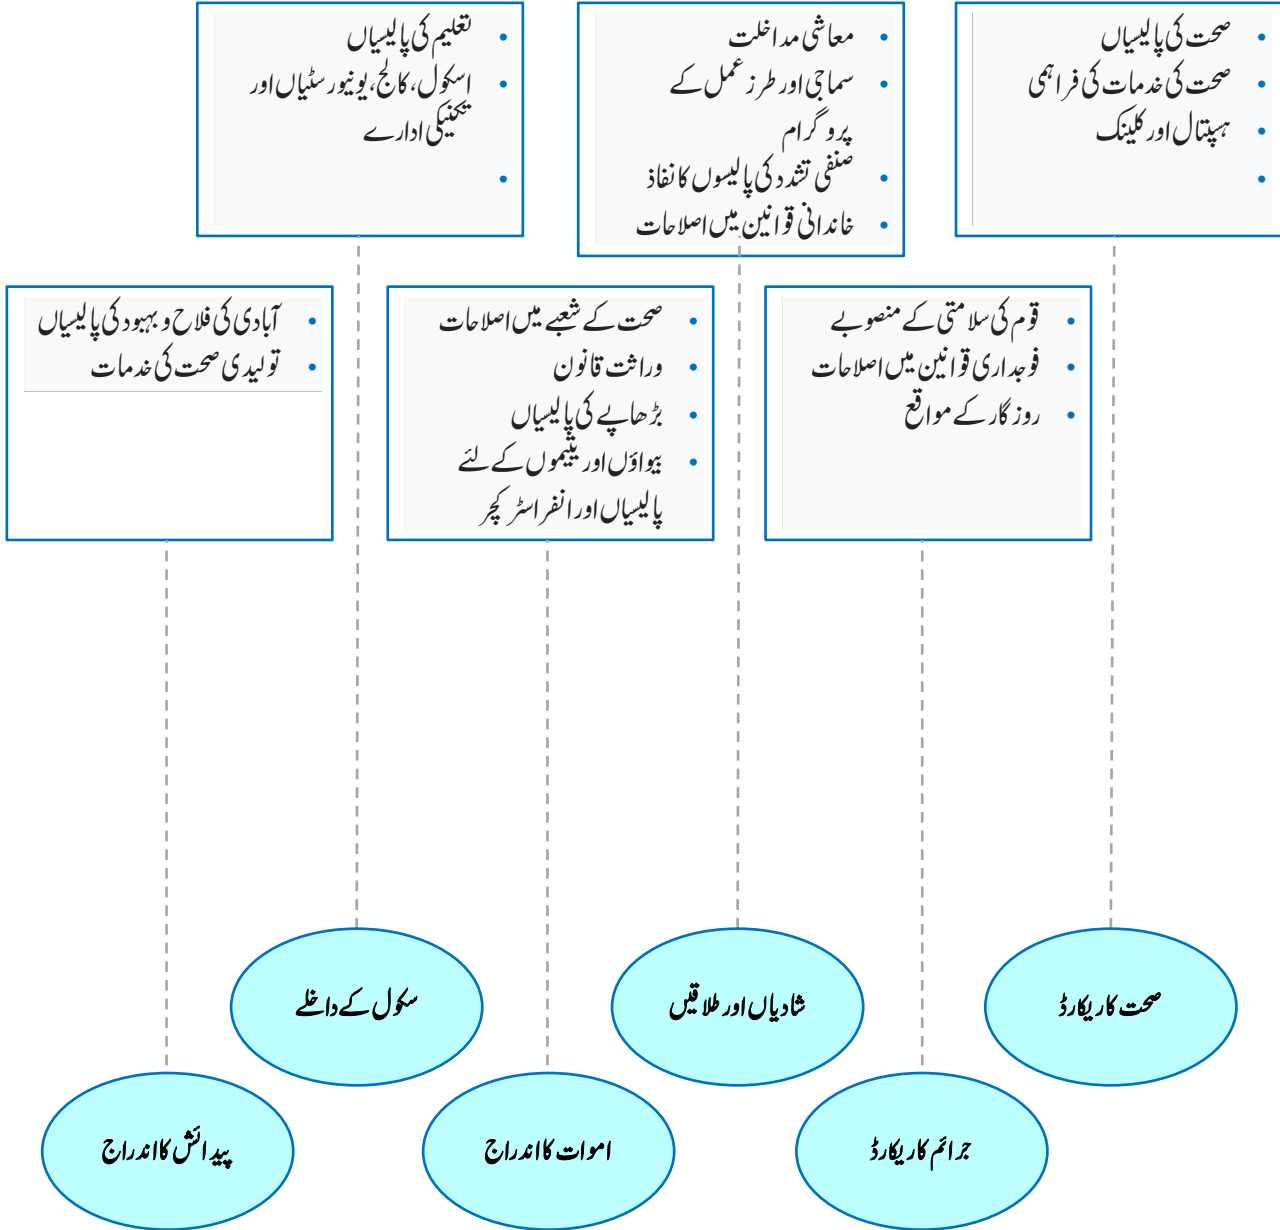 صحت کی پالیسیاں
صحت کی خدمات کی فراہمی
ہسپتال اور کلینک
معاشی مداخلت
سماجی اور طرز عمل کے
پروگرام
صنفی تشدد کی پالیسوں کا نفاذ
خاندانی قوانین میں اصلاحات
تعلیم کی پالیسیاں
اسکول، کالج، یونیورسٹیاں اور
تکنیکی ادارے
قوم کی سلامتی کے منصوبے
فوجداری قوانین میں اصلاحات
روزگار کے مواقع
صحت کے شعبے میں اصلاحات
وراثت قانون
بڑھاپے کی پالیسیاں
بیواؤں اور یتیموں کے لئے
پالیسیاں اور انفراسٹرکچر
آبادی کی فلاح و بہبود کی پالیسیاں
تولیدی صحت کی خدمات
صحت کا ریکارڈ
شادیاں اور طلاقیں
سکول کے داخلے
جرائم کا ریکارڈ
اموات کا اندراج
پیدائش کا اندراج